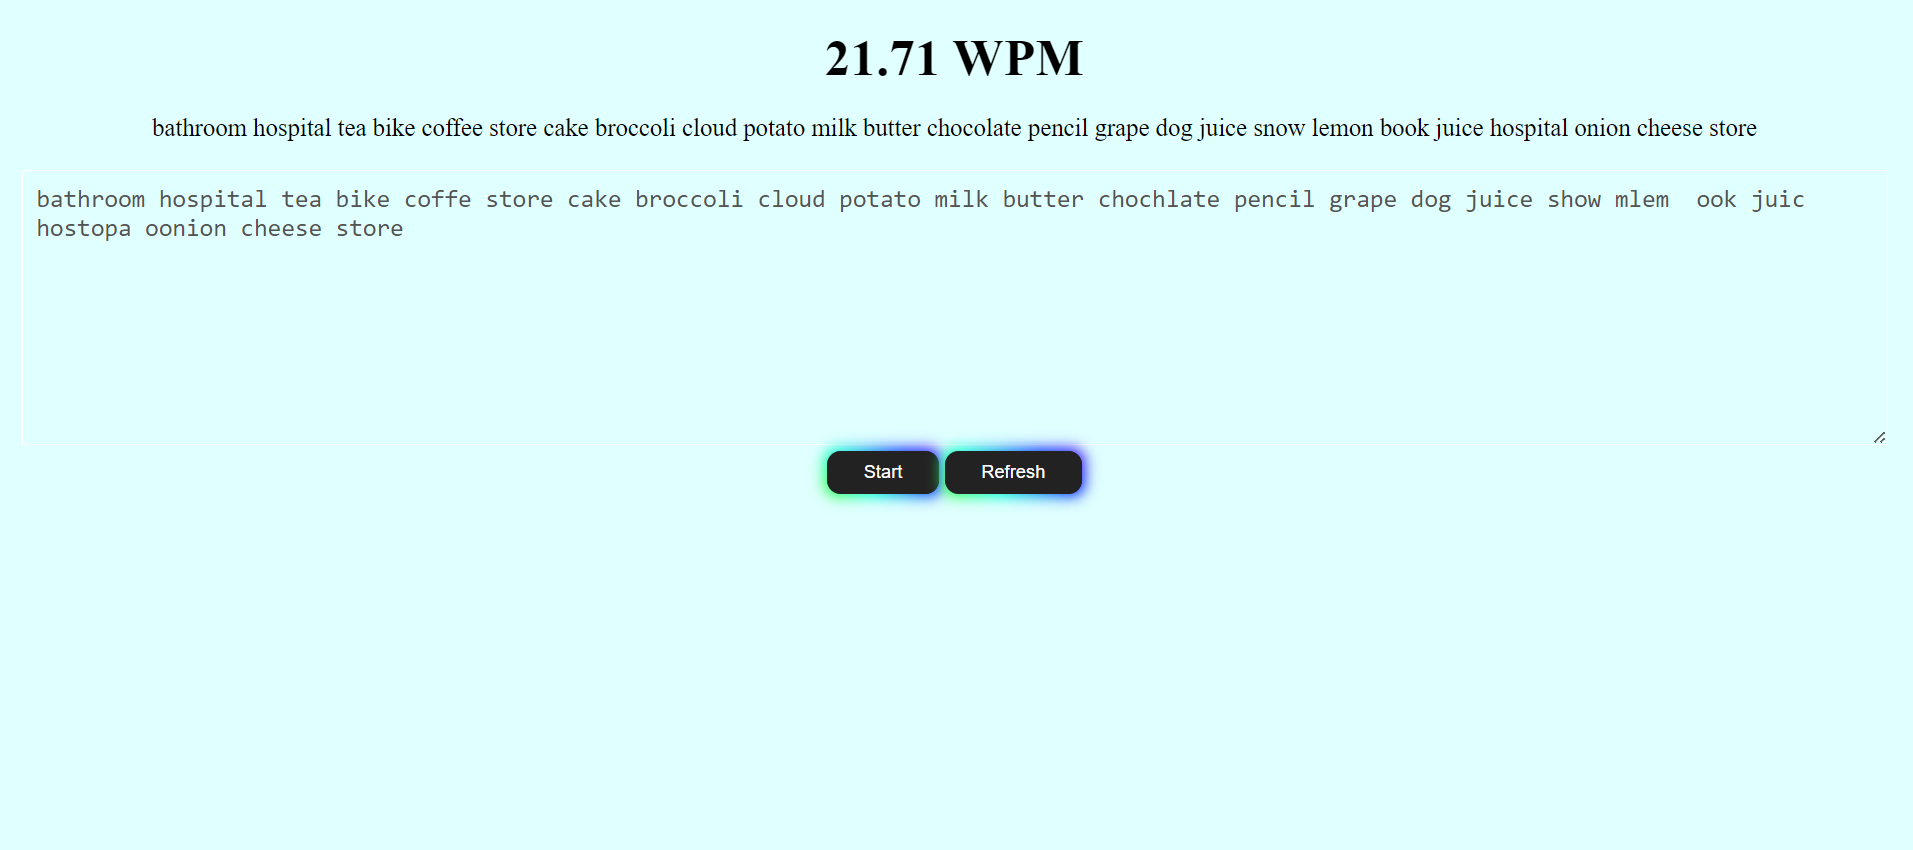 21.71 WPM
bathroom hospital tea bike coffee store cake broccoli cloud potato milk butter chocolate pencil grape dog juice snow lemon book juice hospital onion cheese store
bathroom hospital tea bike coffe store cake broccoli cloud potato milk butter chochlate pencil grape dog juice show mlem  ook juic
hostopa oonion cheese store
Start Refresh